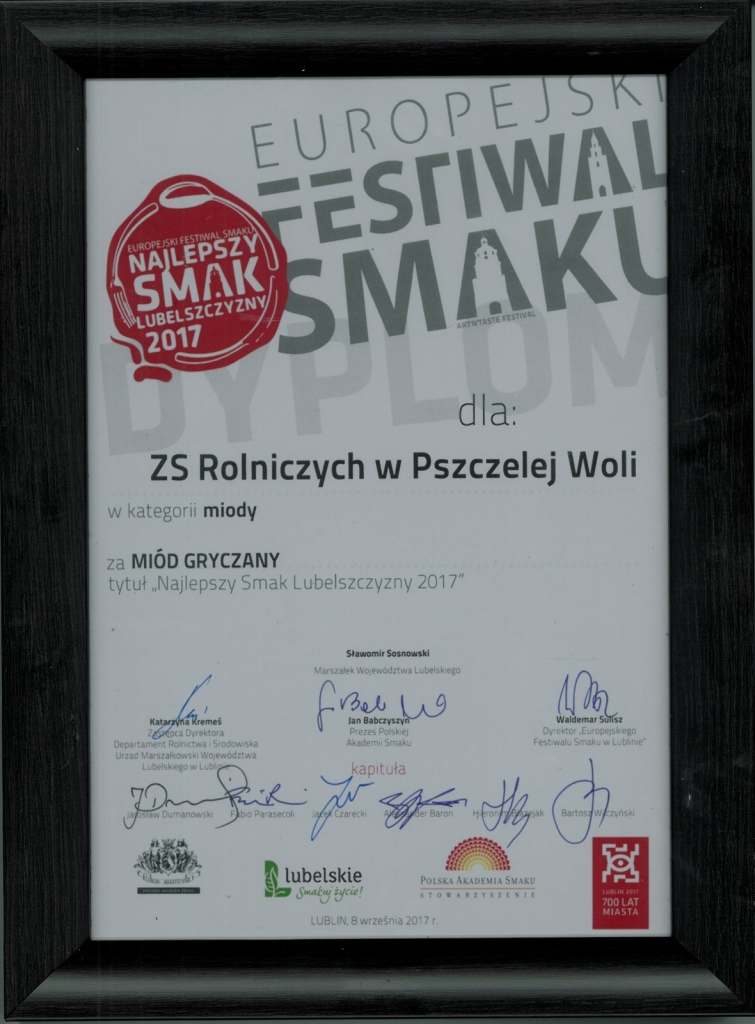 EUROPEJSKI
FESTIWAL
SMAKU
ART'N'TASTE FESTIVAL
EUROPEJSKI FESTIWAL SMAKU
NAJLEPSZY
SMAK
LUBELSZCZYZNY
2017
DYPLOM
dla:
ZS Rolniczych w Pszczelej Woli
w kategorii miody
za MIÓD GRYCZANY
tytuł „Najlepszy Smak Lubelszczyzny 2017”
Sławomir Sosnowski
Marszałek Województwa Lubelskiego
Katarzyna Kremeś
Zastępca Dyrektora
Departament Rolnictwa i Środowiska
Urząd Marszałkowski Województwa
Lubelskiego w Lublinie
Jan Babczyszyn
Prezes Polskiej
Akademii Smaku
Waldemar Sulisz
Dyrektor „Europejskiego
Festiwalu Smaku w Lublinie”
kapituła
Jarosław Dumanowski Fabio Parasecoli Jacek Czarecki Aleksander Baron Hieronim Wiczyński
lubelskie
Smakuj życie!
POLSKA AKADEMIA SMAKU
STOWARZYSZENIE
LUBLIN 2017
700 LAT
MIASTA
LUBLIN, 8 września 2017 r.